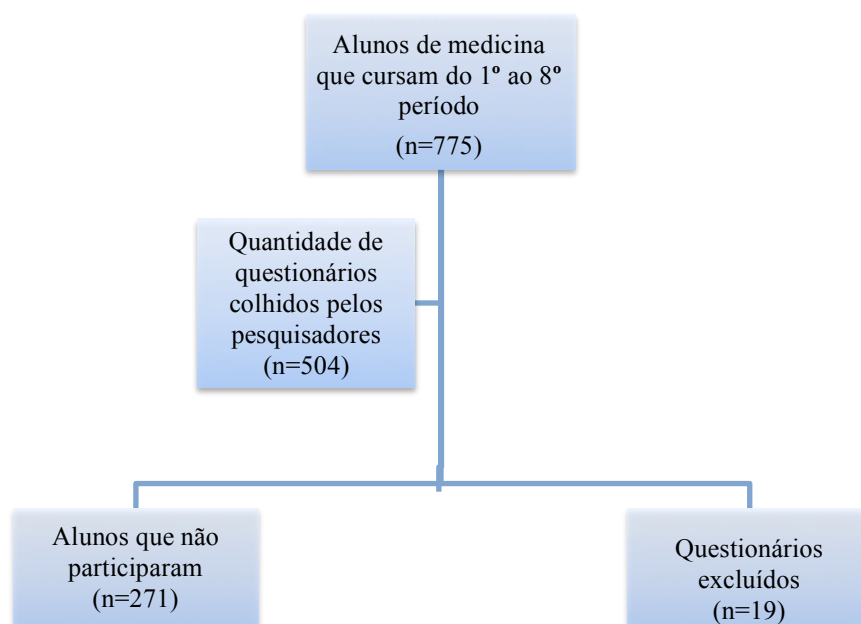 Alunos de medicina
que cursam do 1º ao 8º
período
(n=775)
Quantidade de
questionários
colhidos pelos
pesquisadores
(n=504)
Alunos que não
participaram
(n=271)
Questionários
excluídos
(n=19)